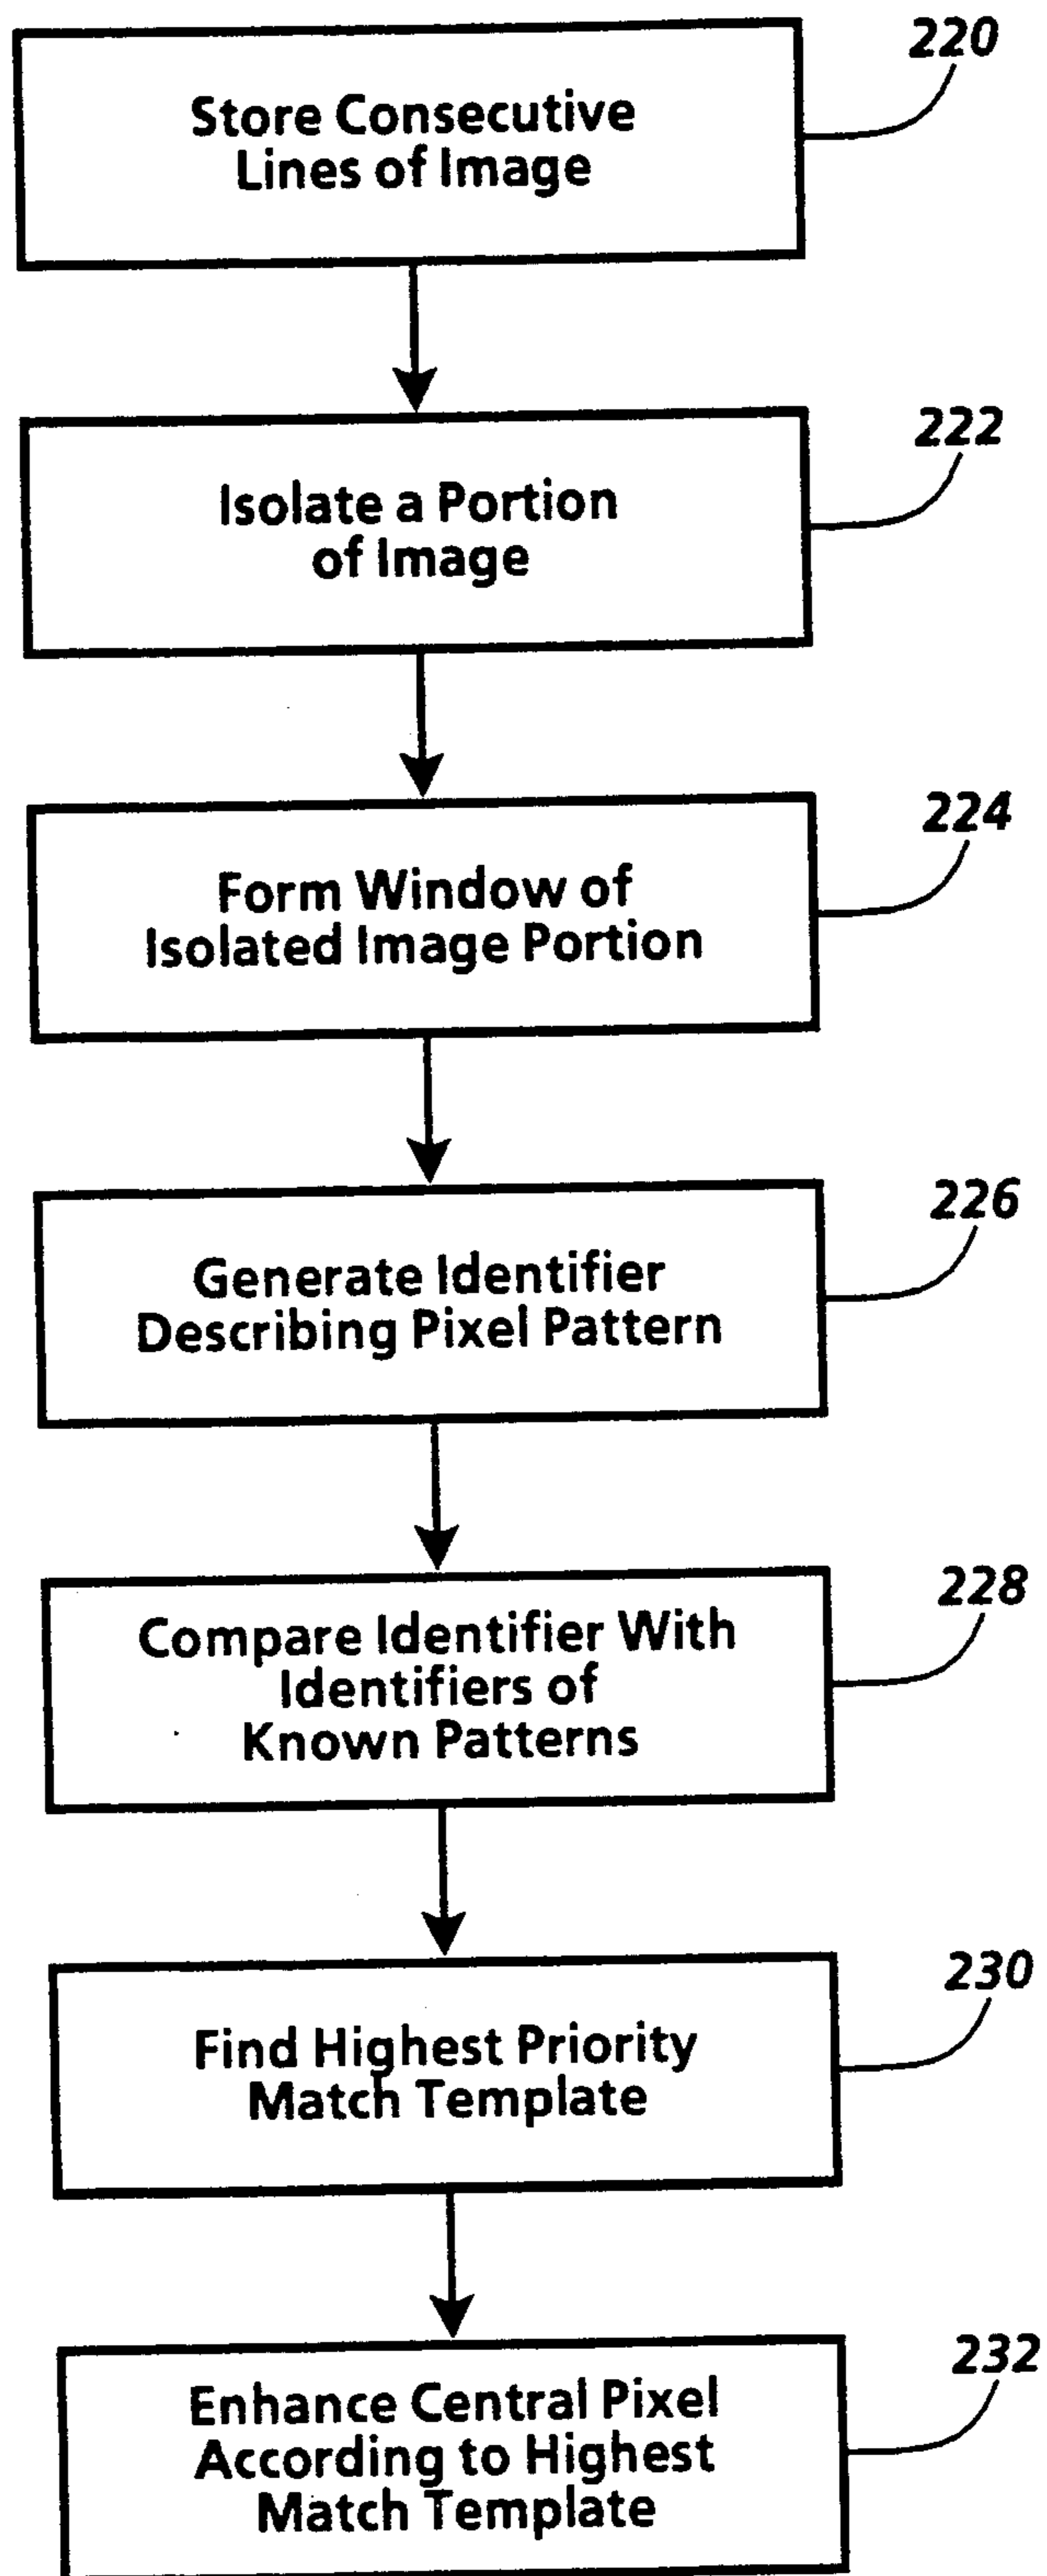 220
Store Consecutive
Lines of Image
222
Isolate a Portion
of Image
224
Form Window of
Isolated Image Portion
226
Generate Identifier
Describing Pixel Pattern
228
Compare Identifier With
Identifiers of
Known Patterns
230
Find Highest Priority
Match Template
232
Enhance Central Pixel
According to Highest
Match Template